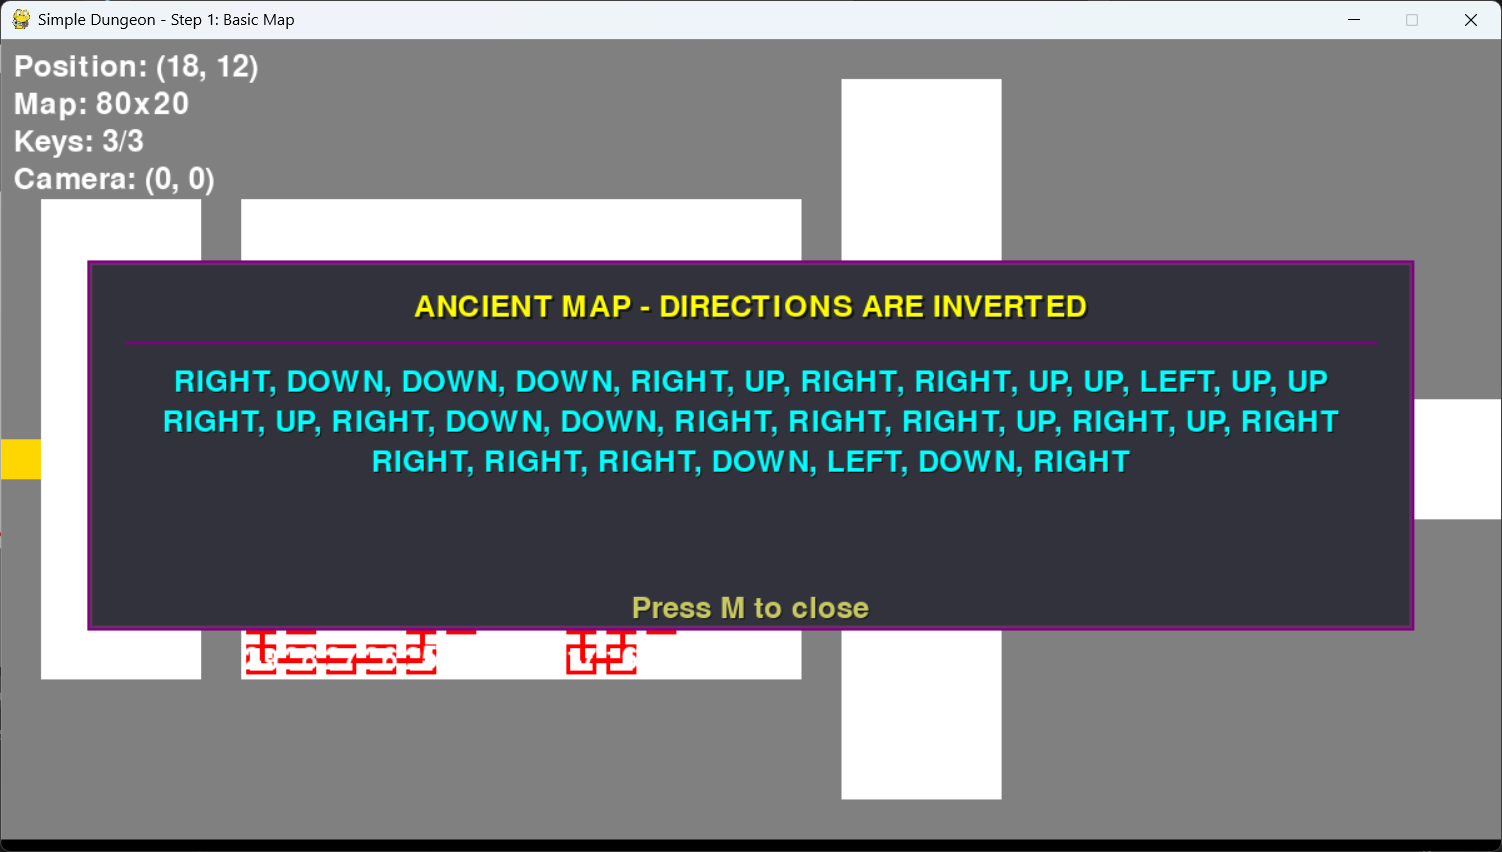 Simple Dungeon - Step 1: Basic Map
Position: (18, 12)
Map: 80x20
Keys: 3/3
Camera: (0, 0)
ANCIENT MAP - DIRECTIONS ARE INVERTED
RIGHT, DOWN, DOWN, DOWN, RIGHT, UP, RIGHT, RIGHT, UP, UP, LEFT, UP, UP
RIGHT, UP, RIGHT, DOWN, DOWN, RIGHT, RIGHT, RIGHT, UP, RIGHT, UP, RIGHT
RIGHT, RIGHT, RIGHT, DOWN, LEFT, DOWN, RIGHT
Press M to close